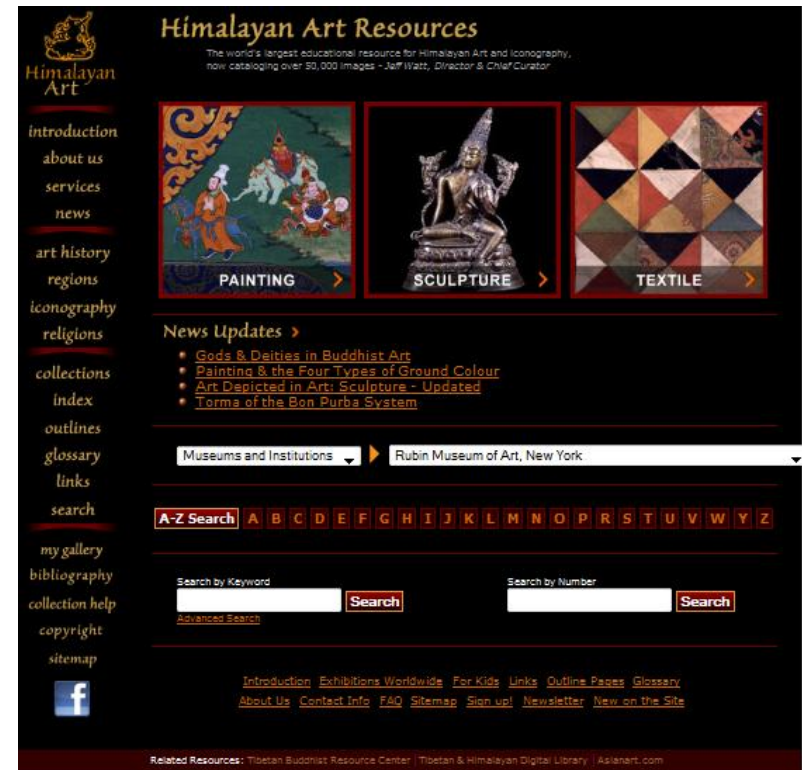 Himalayan
Art
introduction
about us
services
news
art history
regions
iconography
religions
collections
index
outlines
glossary
links
search
my gallery
bibliography
collection help
copyright
sitemap
f
Himalayan Art Resources
The world's largest educational resource for Himalayan Art and Iconography,
now cataloging over 50,000 images - Jeff Watt, Director & Chief Curator
PAINTING > SCULPTURE > TEXTILE >
News Updates >
Gods & Deities in Buddhist Art
Painting & the Four Types of Ground Colour
Art Depicted in Art: Sculpture - Updated
Torma of the Bon Purba System
Museums and Institutions Rubin Museum of Art, New York
A-Z Search A B C D E F G H I J K L M N O P R S T U V W Y Z
Search by Keyword Search by Number
Search Search
Advanced Search
Introduction Exhibitions Worldwide For Kids Links Outline Pages Glossary
About Us Contact Info FAQ Sitemap Sign up! Newsletter New on the Site
Related Resources: Tibetan Buddhist Resource Center | Tibetan & Himalayan Digital Library | Asianart.com